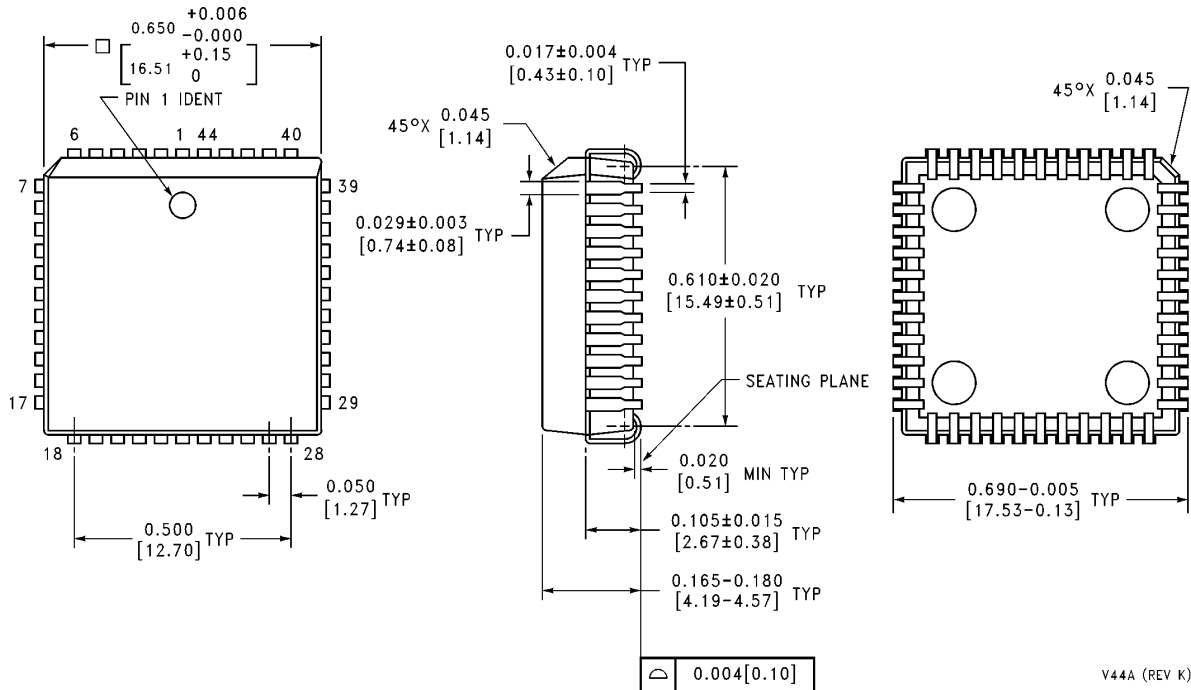 +0.006
0.650 -0.000
+0.15
[16.51 0]
PIN 1 IDENT
6 1 44 40
7 39
17 29
18 28
0.050
[1.27] TYP
0.500
[12.70] TYP
0.017±0.004
[0.43±0.10] TYP
45°X 0.045
[1.14]
0.029±0.003
[0.74±0.08] TYP
0.610±0.020
[15.49±0.51] TYP
SEATING PLANE
0.020
[0.51] MIN TYP
0.105±0.015
[2.67±0.38] TYP
0.165-0.180
[4.19-4.57] TYP
0.004[0.10]
45°X 0.045
[1.14]
0.690-0.005
[17.53-0.13] TYP
V44A (REV K)